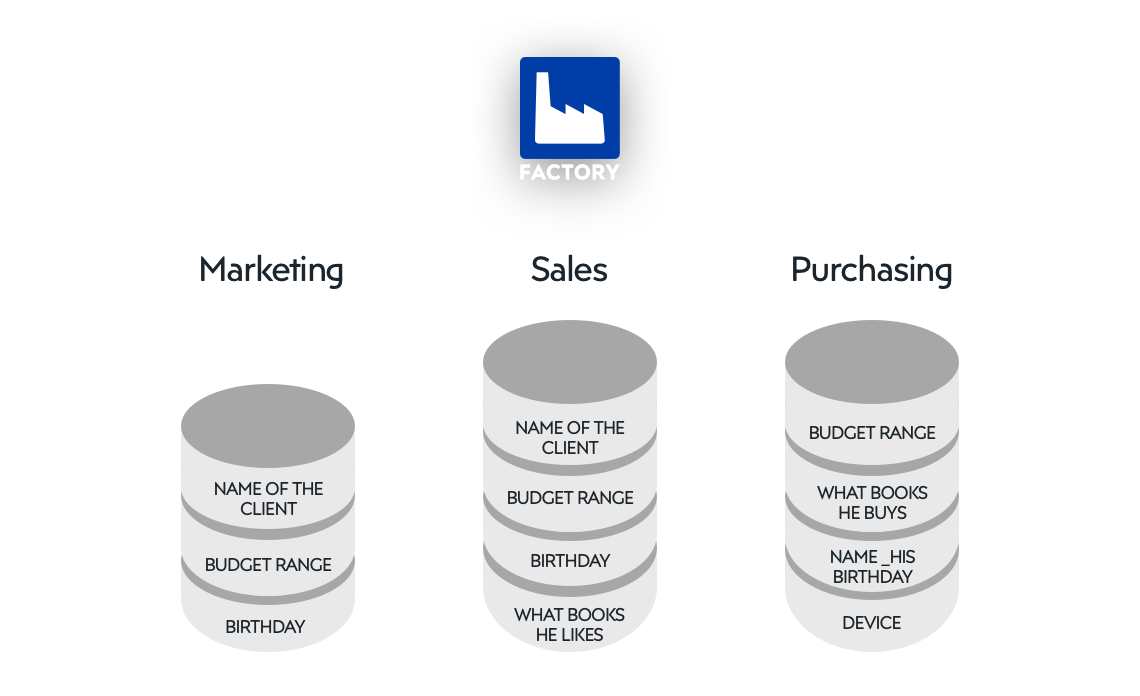 FACTORY
Marketing
Sales
Purchasing
NAME OF THE
CLIENT
BUDGET RANGE
BIRTHDAY
NAME OF THE
CLIENT
BUDGET RANGE
BIRTHDAY
WHAT BOOKS
HE LIKES
BUDGET RANGE
WHAT BOOKS
HE BUYS
NAME _HIS
BIRTHDAY
DEVICE